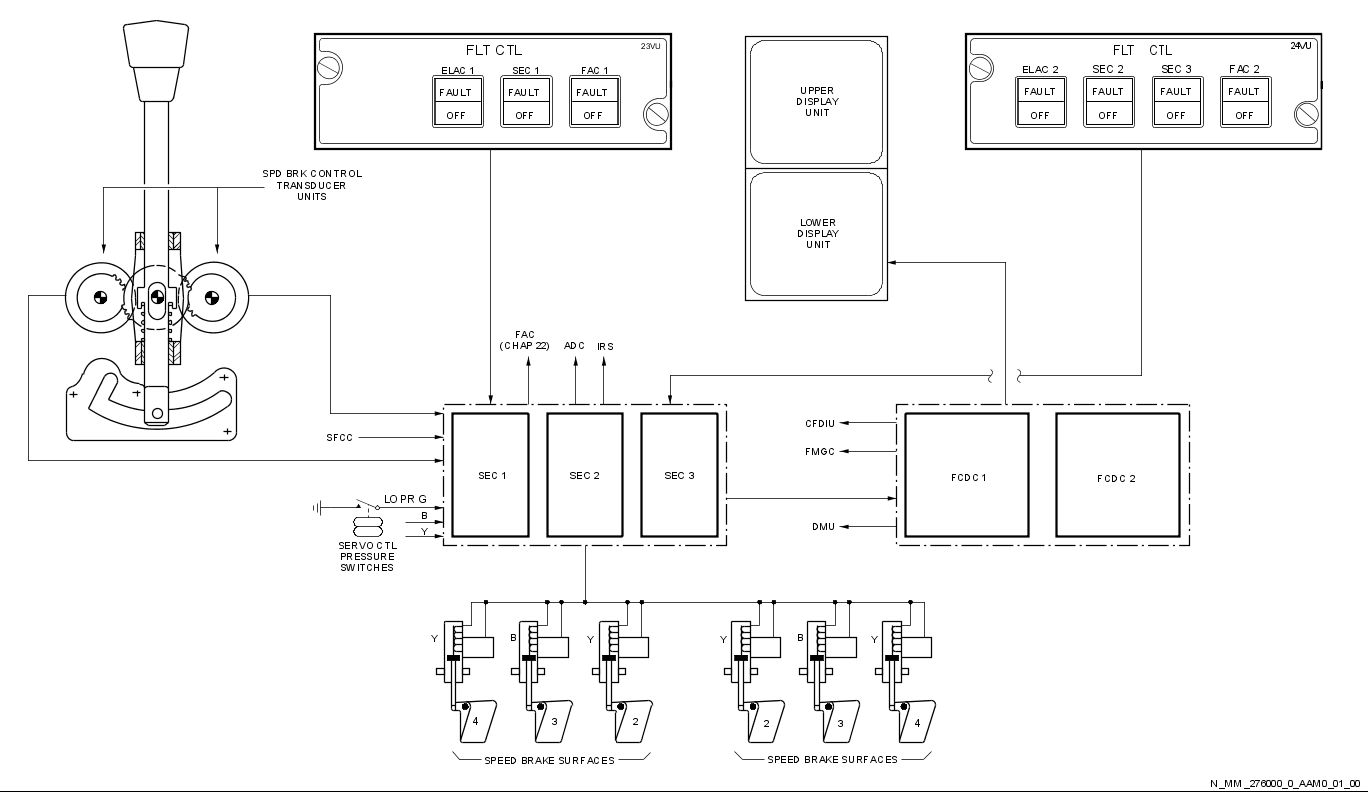 FLT CTL
23VU
ELAC 1
SEC 1
FAC 1
FAULT
FAULT
FAULT
OFF
OFF
OFF
UPPER
DISPLAY
UNIT
LOWER
DISPLAY
UNIT
FLT CTL
24VU
ELAC 2
SEC 2
SEC 3
FAC 2
FAULT
FAULT
FAULT
FAULT
OFF
OFF
OFF
OFF
SPD BRK CONTROL
TRANSDUCER
UNITS
FAC
(CHAP 22)
ADC
IRS
SFCC
SEC 1
SEC 2
SEC 3
LO PR G
B
Y
SERVO CTL
PRESSURE
SWITCHES
CFDIU
FMGC
DMU
FCDC 1
FCDC 2
Y
B
Y
Y
B
Y
4
3
2
2
3
4
SPEED BRAKE SURFACES
SPEED BRAKE SURFACES
N_MM_276000_0_AAM0_01_00